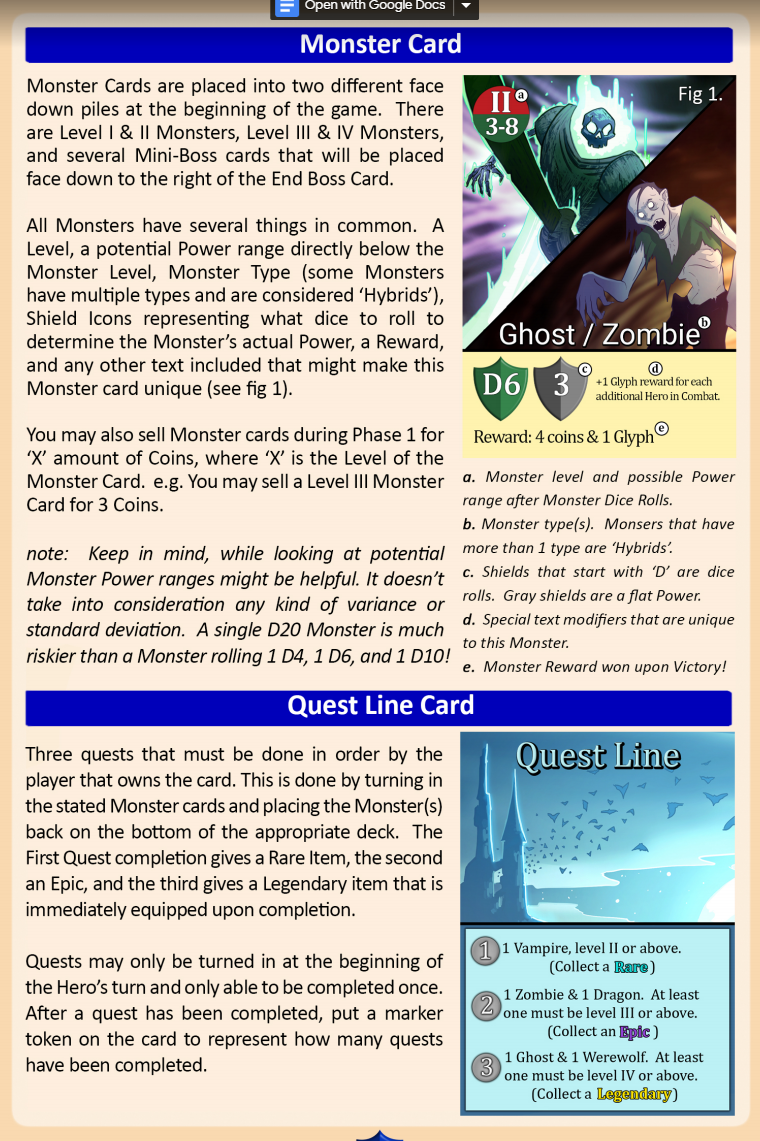 Open with Google Docs
Monster Card
Monster Cards are placed into two different face
down piles at the beginning of the game. There
are Level I & II Monsters, Level III & IV Monsters,
and several Mini-Boss cards that will be placed
face down to the right of the End Boss Card.
All Monsters have several things in common. A
Level, a potential Power range directly below the
Monster Level, Monster Type (some Monsters
have multiple types and are considered ‘Hybrids’),
Shield Icons representing what dice to roll to
determine the Monster’s actual Power, a Reward,
and any other text included that might make this
Monster card unique (see fig 1).
You may also sell Monster cards during Phase 1 for
‘X’ amount of Coins, where ‘X’ is the Level of the
Monster Card. e.g. You may sell a Level III Monster
Card for 3 Coins.
note: Keep in mind, while looking at potential
Monster Power ranges might be helpful. It doesn’t
take into consideration any kind of variance or
standard deviation. A single D20 Monster is much
riskier than a Monster rolling 1 D4, 1 D6, and 1 D10!
II a
3-8
Fig 1.
Ghost / Zombie b
D6 3 c
d
+1 Glyph reward for each
additional Hero in Combat.
Reward: 4 coins & 1 Glyph e
a. Monster level and possible Power
range after Monster Dice Rolls.
b. Monster type(s). Monsers that have
more than 1 type are ‘Hybrids’.
c. Shields that start with ‘D’ are dice
rolls. Gray shields are a flat Power.
d. Special text modifiers that are unique
to this Monster.
e. Monster Reward won upon Victory!
Quest Line Card
Three quests that must be done in order by the
player that owns the card. This is done by turning in
the stated Monster cards and placing the Monster(s)
back on the bottom of the appropriate deck. The
First Quest completion gives a Rare Item, the second
an Epic, and the third gives a Legendary item that is
immediately equipped upon completion.
Quests may only be turned in at the beginning of
the Hero’s turn and only able to be completed once.
After a quest has been completed, put a marker
token on the card to represent how many quests
have been completed.
Quest Line
1 1 Vampire, level II or above.
(Collect a Rare)
2 1 Zombie & 1 Dragon. At least
one must be level III or above.
(Collect an Epic )
3 1 Ghost & 1 Werewolf. At least
one must be level IV or above.
(Collect a Legendary)